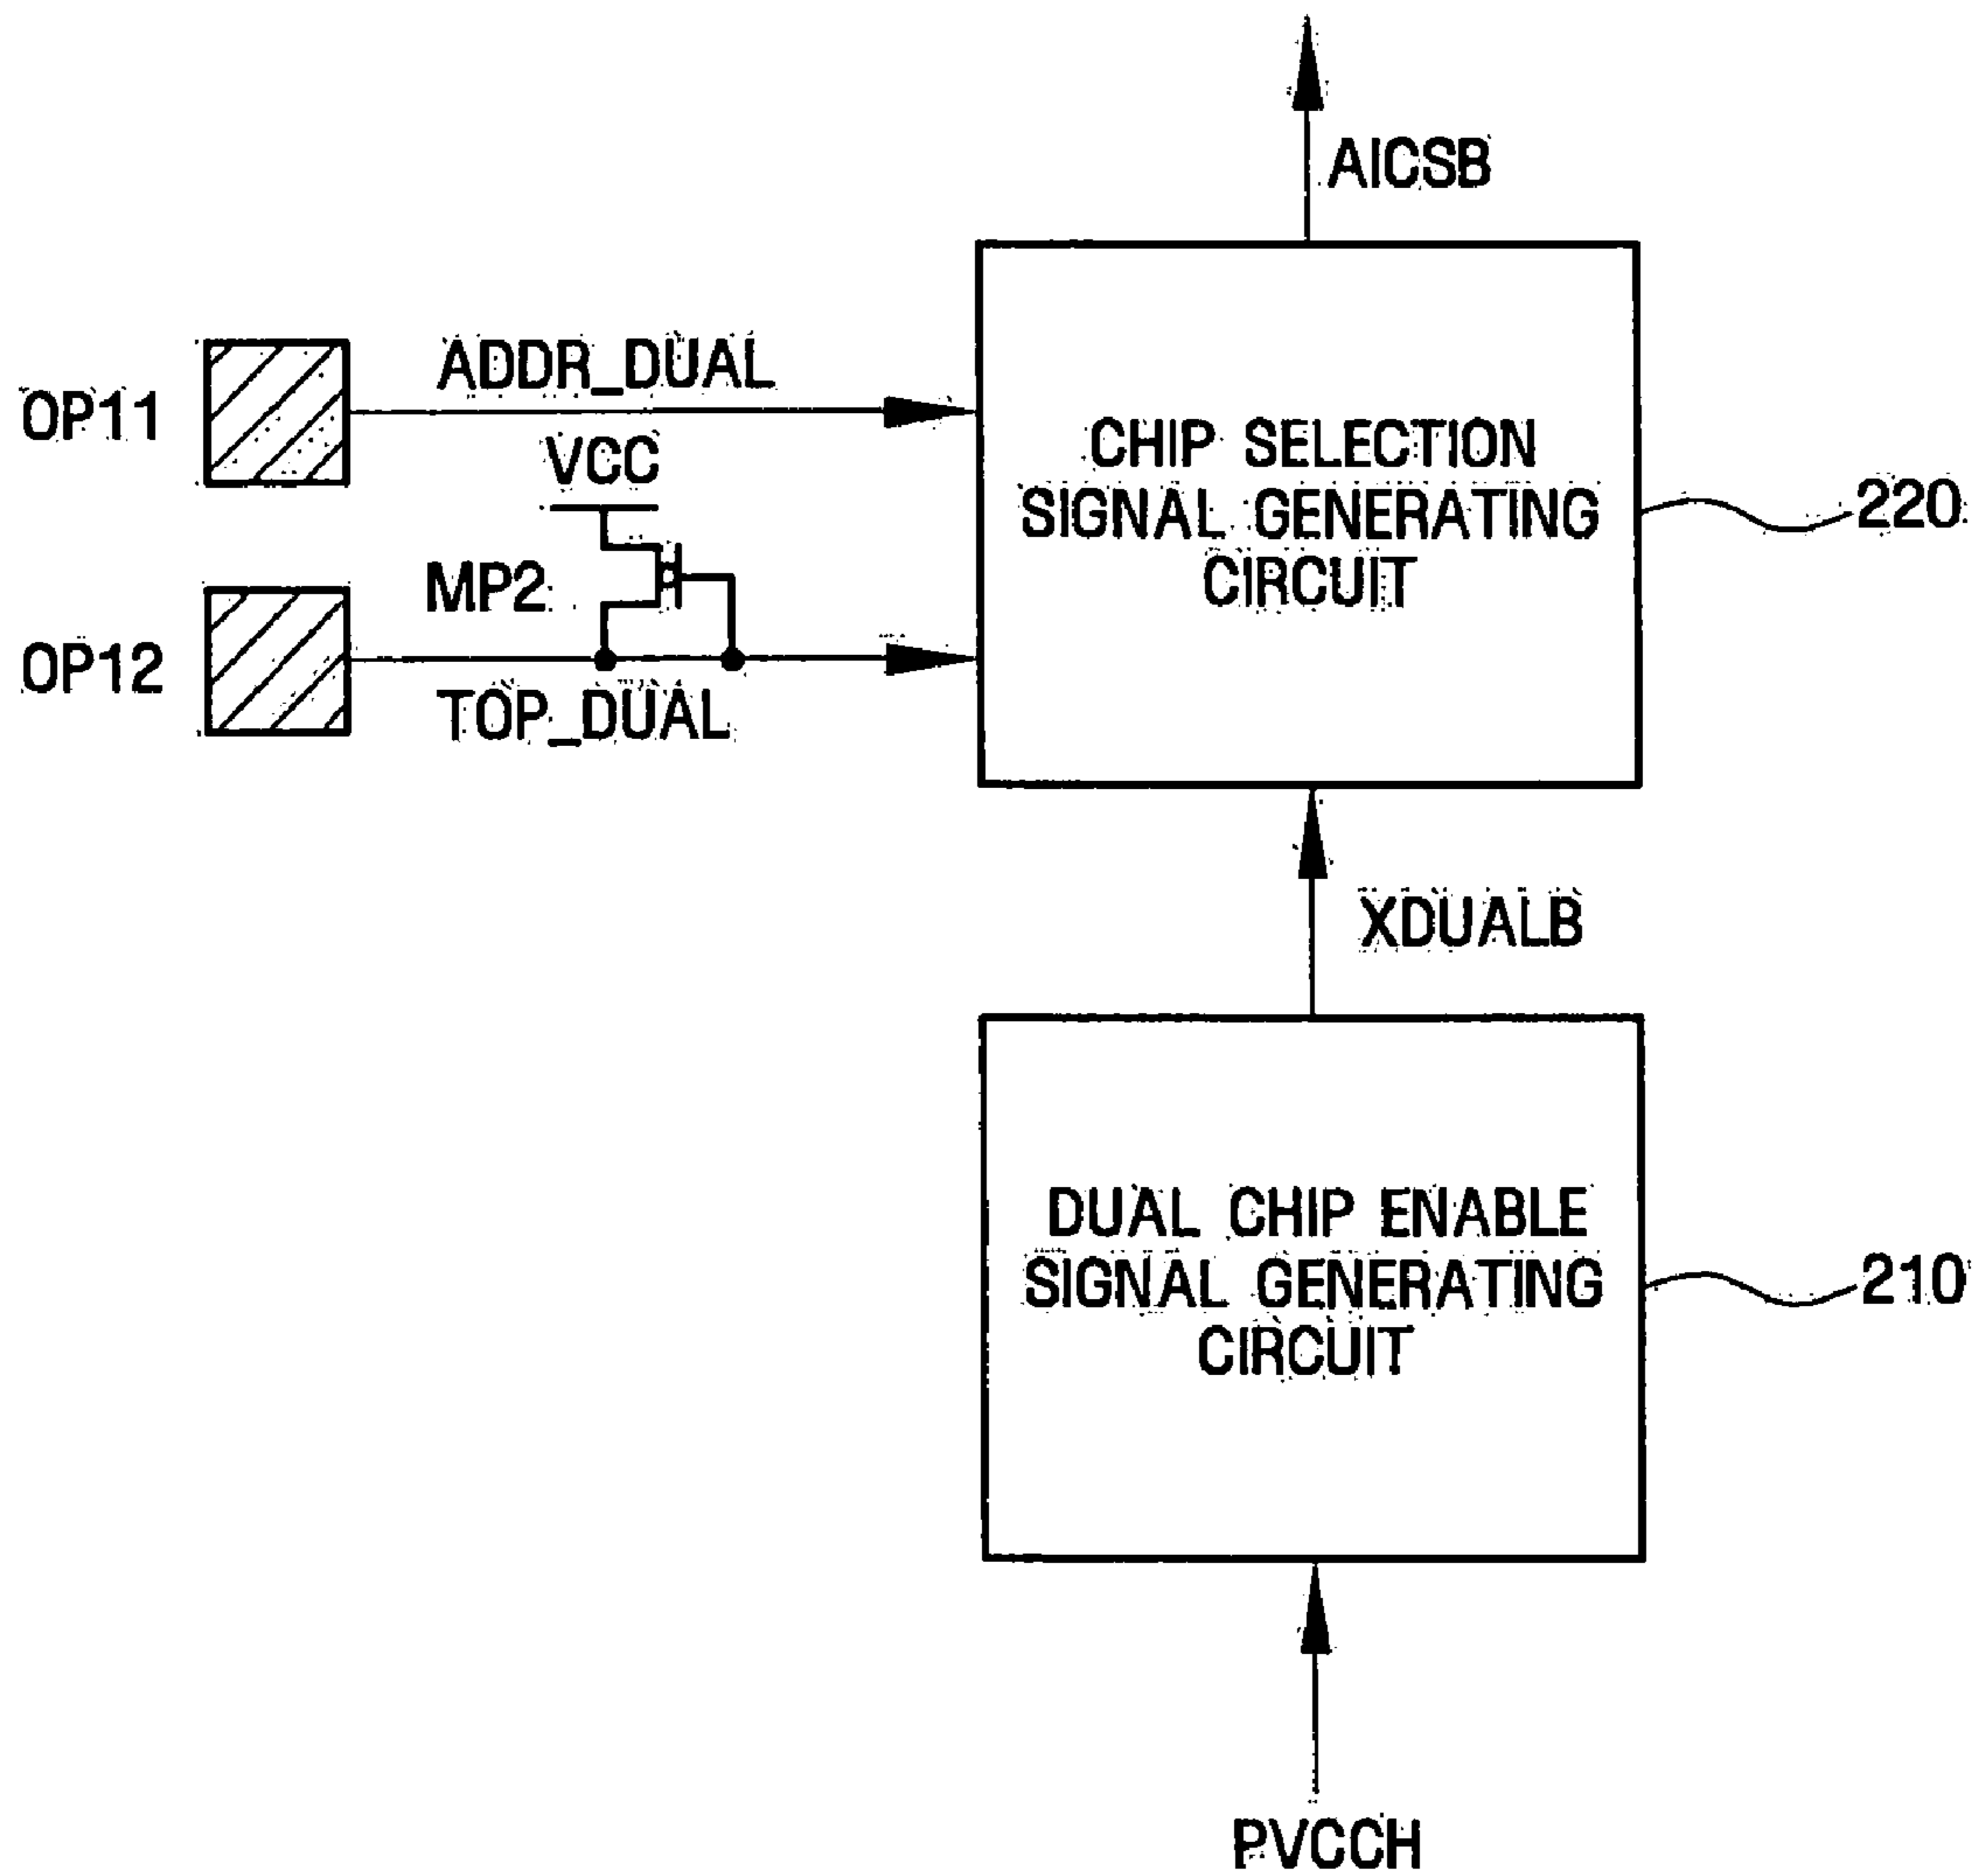 AICSB
OP11
ADDR_DUAL
VCC
MP2
OP12
TOP_DUAL
CHIP SELECTION
SIGNAL GENERATING
CIRCUIT
220
XDUALB
DUAL CHIP ENABLE
SIGNAL GENERATING
CIRCUIT
210
PVCCH